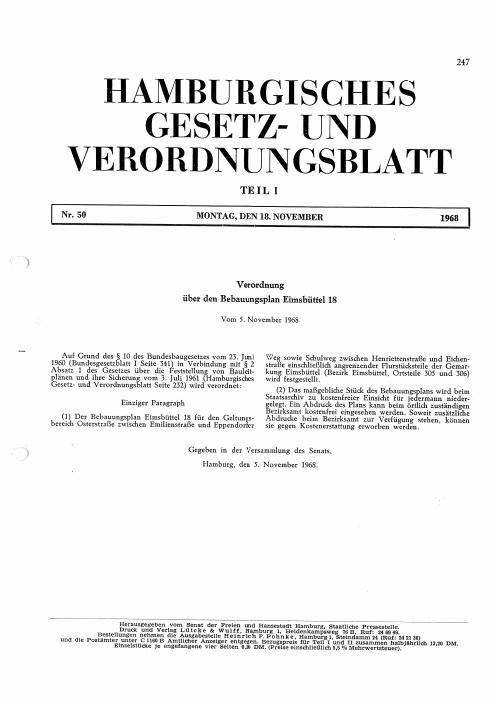 247
HAMBURGISCHES
GESETZ- UND
VERORDNUNGSBLATT
TEIL I
Nr. 50 MONTAG, DEN 18. NOVEMBER 1968
Verordnung
über den Bebauungsplan Eimsbüttel 18
Vom 5. November 1968
Auf Grund des § 10 des Bundesbaugesetzes vom 23. Juni
1960 (Bundesgesetzblatt I Seite 341) in Verbindung mit § 2
Absatz 1 des Gesetzes über die Feststellung von Bauleit-
plänen und ihre Sicherung vom 3. Juli 1961 (Hamburgisches
Gesetz- und Verordnungsblatt Seite 232) wird verordnet:
Einziger Paragraph
(1) Der Bebauungsplan Eimsbüttel 18 für den Geltungs-
bereich Osterstraße zwischen Emilienstraße und Eppendorfer
Weg sowie Schulweg zwischen Henriettenstraße und Eichen-
straße einschließlich angrenzender Flurstücksteile der Gemar-
kung Eimsbüttel (Bezirk Eimsbüttel, Ortsteile 305 und 306)
wird festgestellt.
(2) Das maßgebliche Stück des Bebauungsplans wird beim
Staatsarchiv zu kostenfreier Einsicht für jedermann nieder-
gelegt. Ein Abdruck des Plans kann beim örtlich zuständigen
Bezirksamt kostenfrei eingesehen werden. Soweit zusätzliche
Abdrucke beim Bezirksamt zur Verfügung stehen, können
sie gegen Kostenerstattung erworben werden.
Gegeben in der Versammlung des Senats,
Hamburg, den 5. November 1968.
Herausgegeben vom Senat der Freien und Hansestadt Hamburg, Staatliche Pressestelle.
Druck und Verlag Lütcke & Wulff, Hamburg 1, Heidenkampsweg 76 B, Ruf: 24 69 49.
Bestellungen nehmen die Ausgabestelle Heinrich F. Pohnke, Hamburg 1, Steindamm 24 (Ruf:
und die Postämter unter C 1160 B Amtlicher Anzeiger entgegen. Bezugspreis für Teil I und II zusammen halbjährlich 13,20 DM.
Einzelstücke je angefangene vier Seiten 0,20 DM. (Preise einschließlich 5,5 % Mehrwertsteuer).